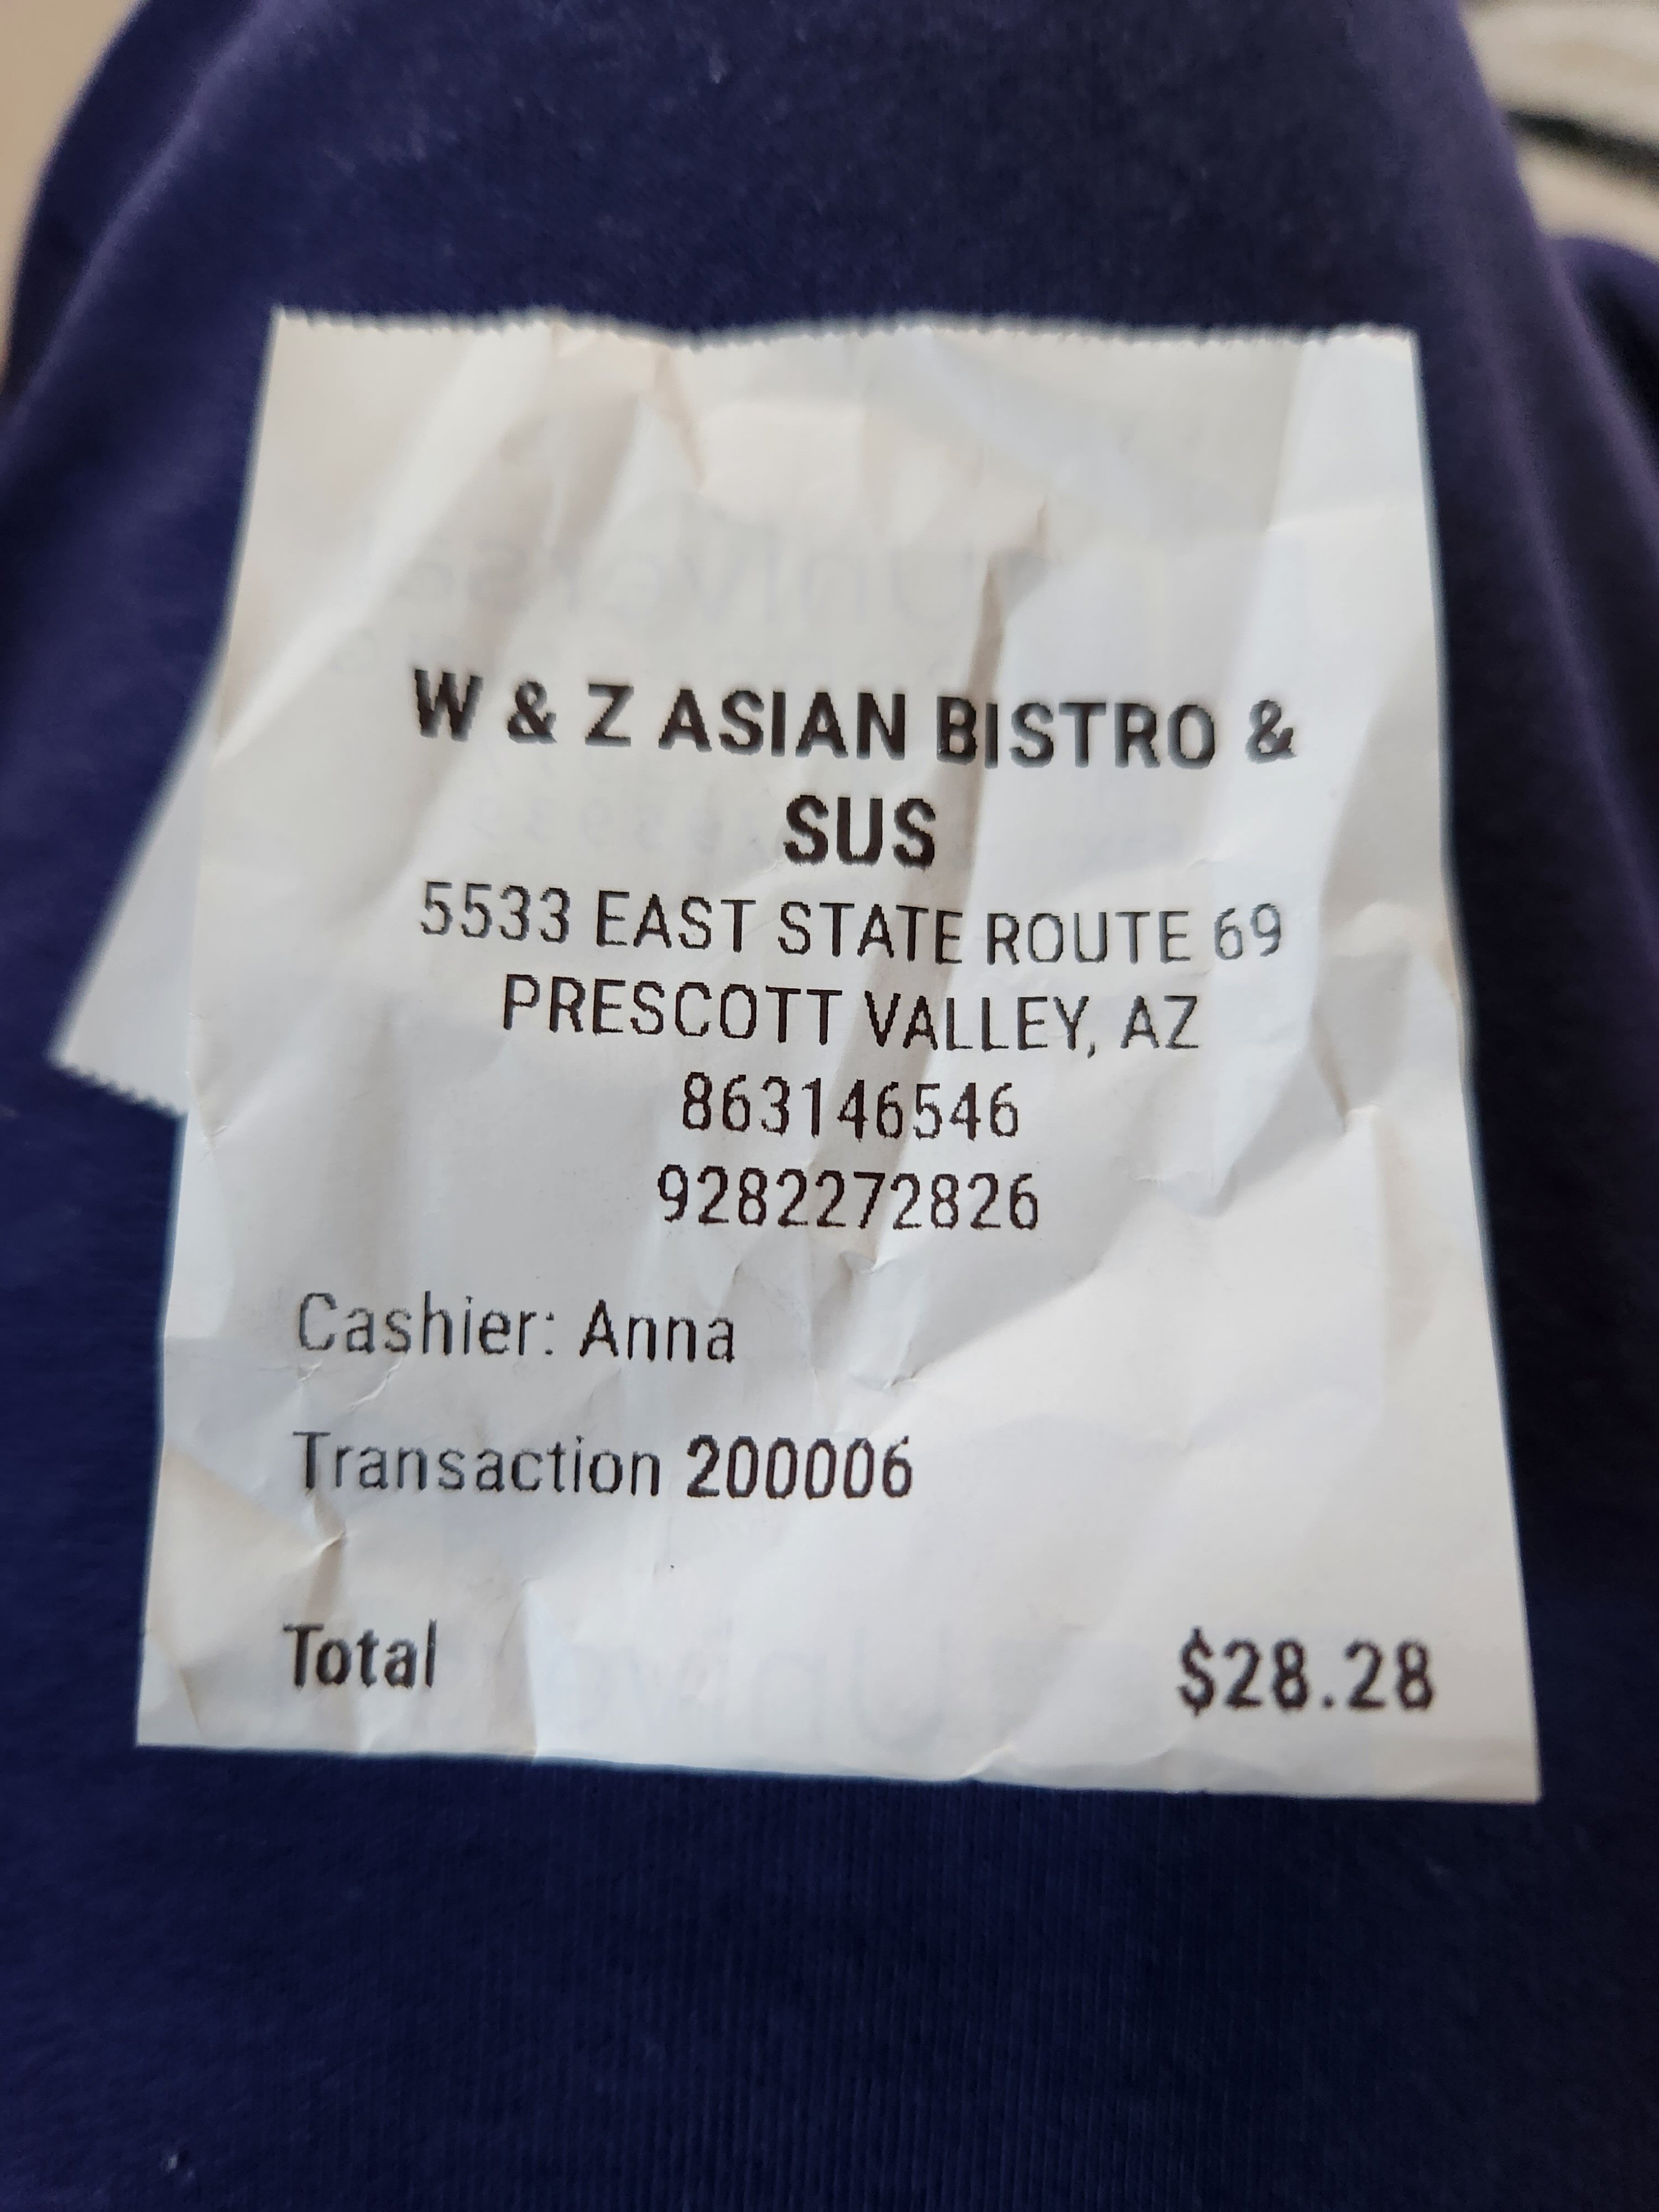 W & Z ASIAN BISTRO &
SUS
5533 EAST STATE ROUTE 69
PRESCOTT VALLEY, AZ
863146546
9282272826
Cashier: Anna
Transaction 200006
Total $28.28